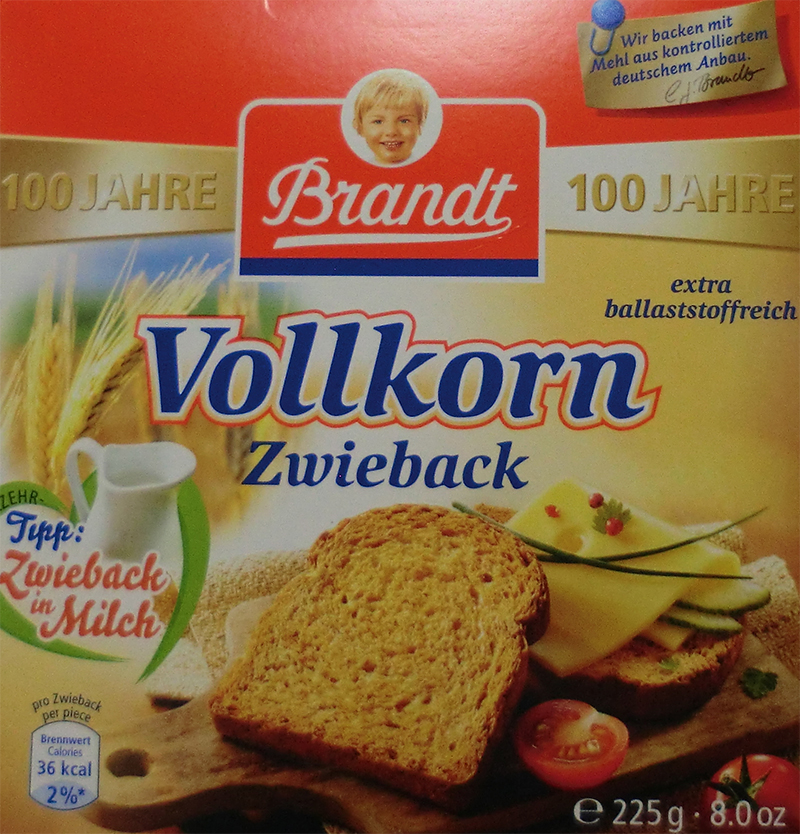 Wir backen mit
Mehl aus kontrolliertem
deutschem Anbau.
100 JAHRE
Brandt
100 JAHRE
extra
ballaststoffreich
Vollkorn
Zwieback
Tipp:
Zwieback
in
Milch
pro Zwieback
per piece
Brennwert
Calories
36 kcal
2%*
e 225g · 8.0 oz